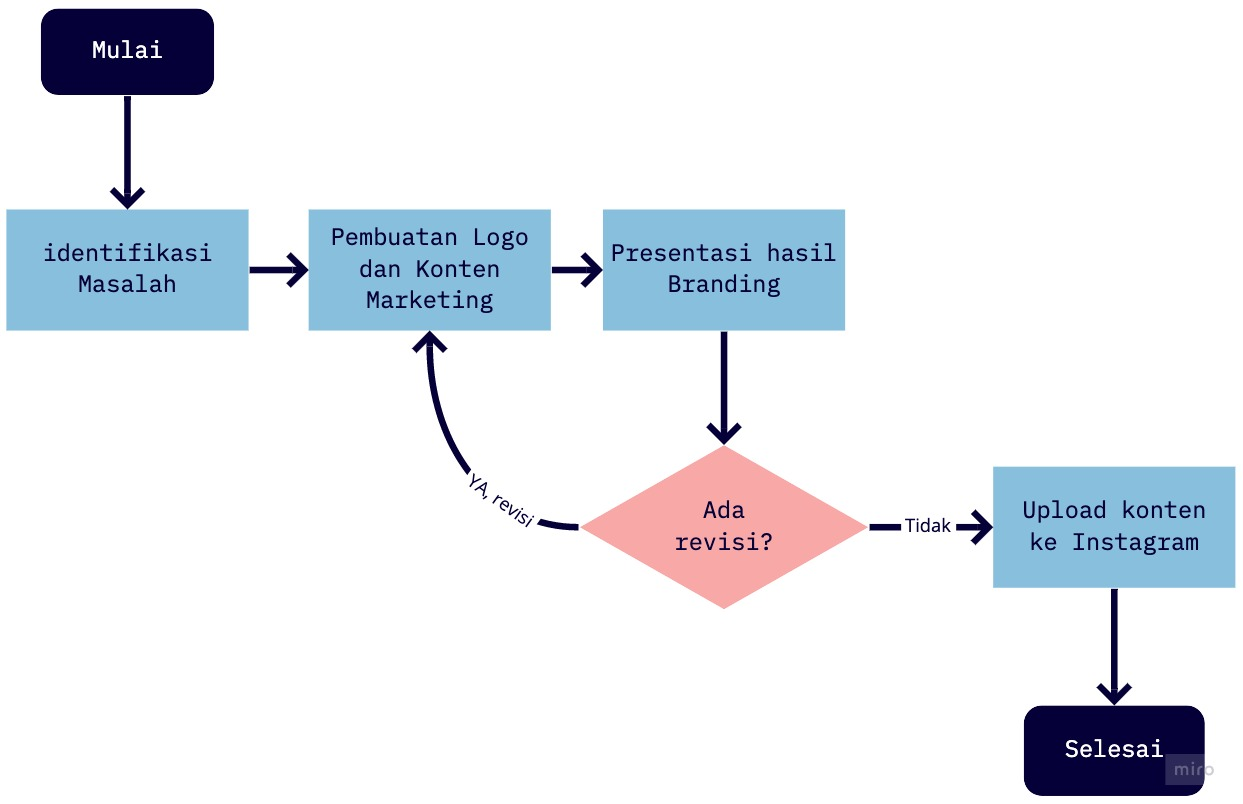 Mulai
identifikasi
Masalah
Pembuatan Logo
dan Konten
Marketing
Presentasi hasil
Branding
YA, revisi
Ada
revisi?
Tidak
Upload konten
ke Instagram
Selesai
miro